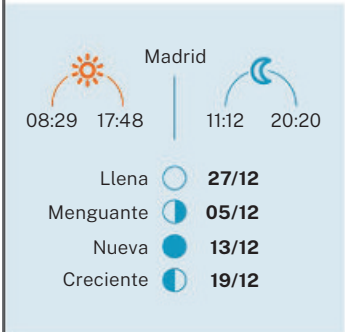 Madrid
08:29 17:48 11:12 20:20
Llena 27/12
Menguante 05/12
Nueva 13/12
Creciente 19/12